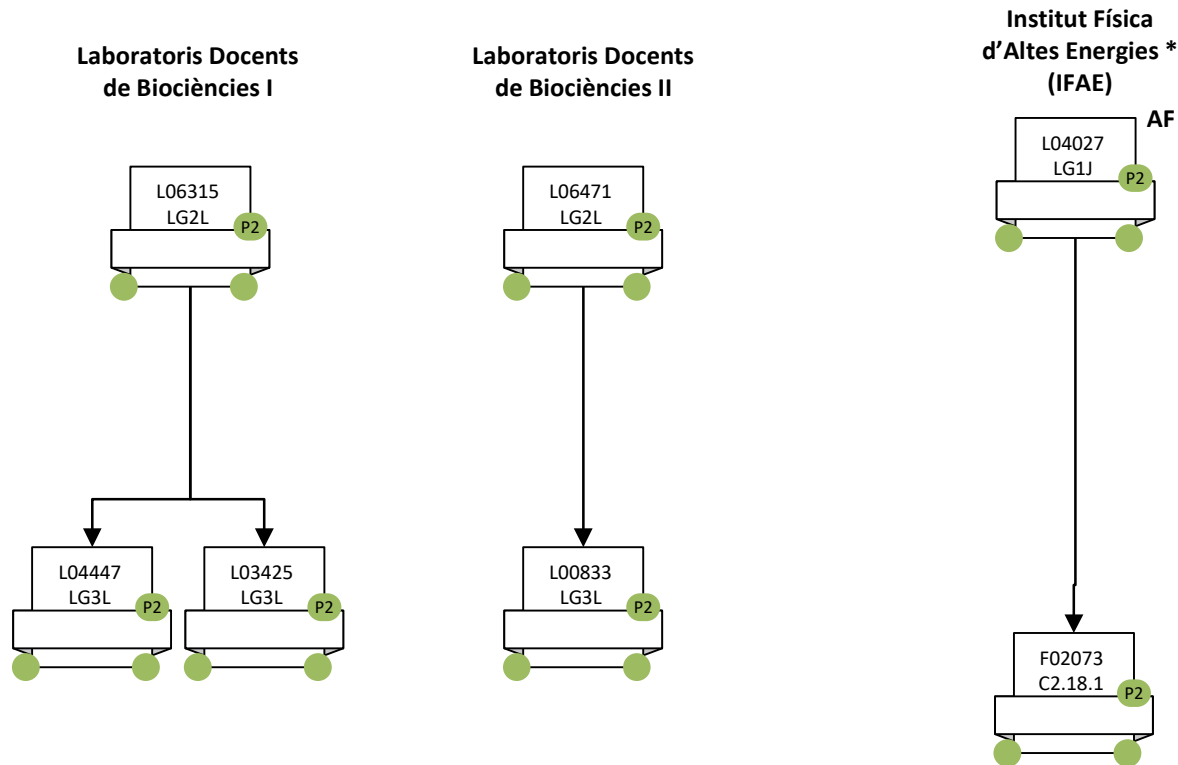 Laboratoris Docents
de Biociències I
L06315
LG2L
P2
L04447
LG3L
P2
L03425
LG3L
P2
Laboratoris Docents
de Biociències II
L06471
LG2L
P2
L00833
LG3L
P2
Institut Física
d’Altes Energies *
(IFAE)
AF
L04027
LG1J
P2
F02073
C2.18.1
P2